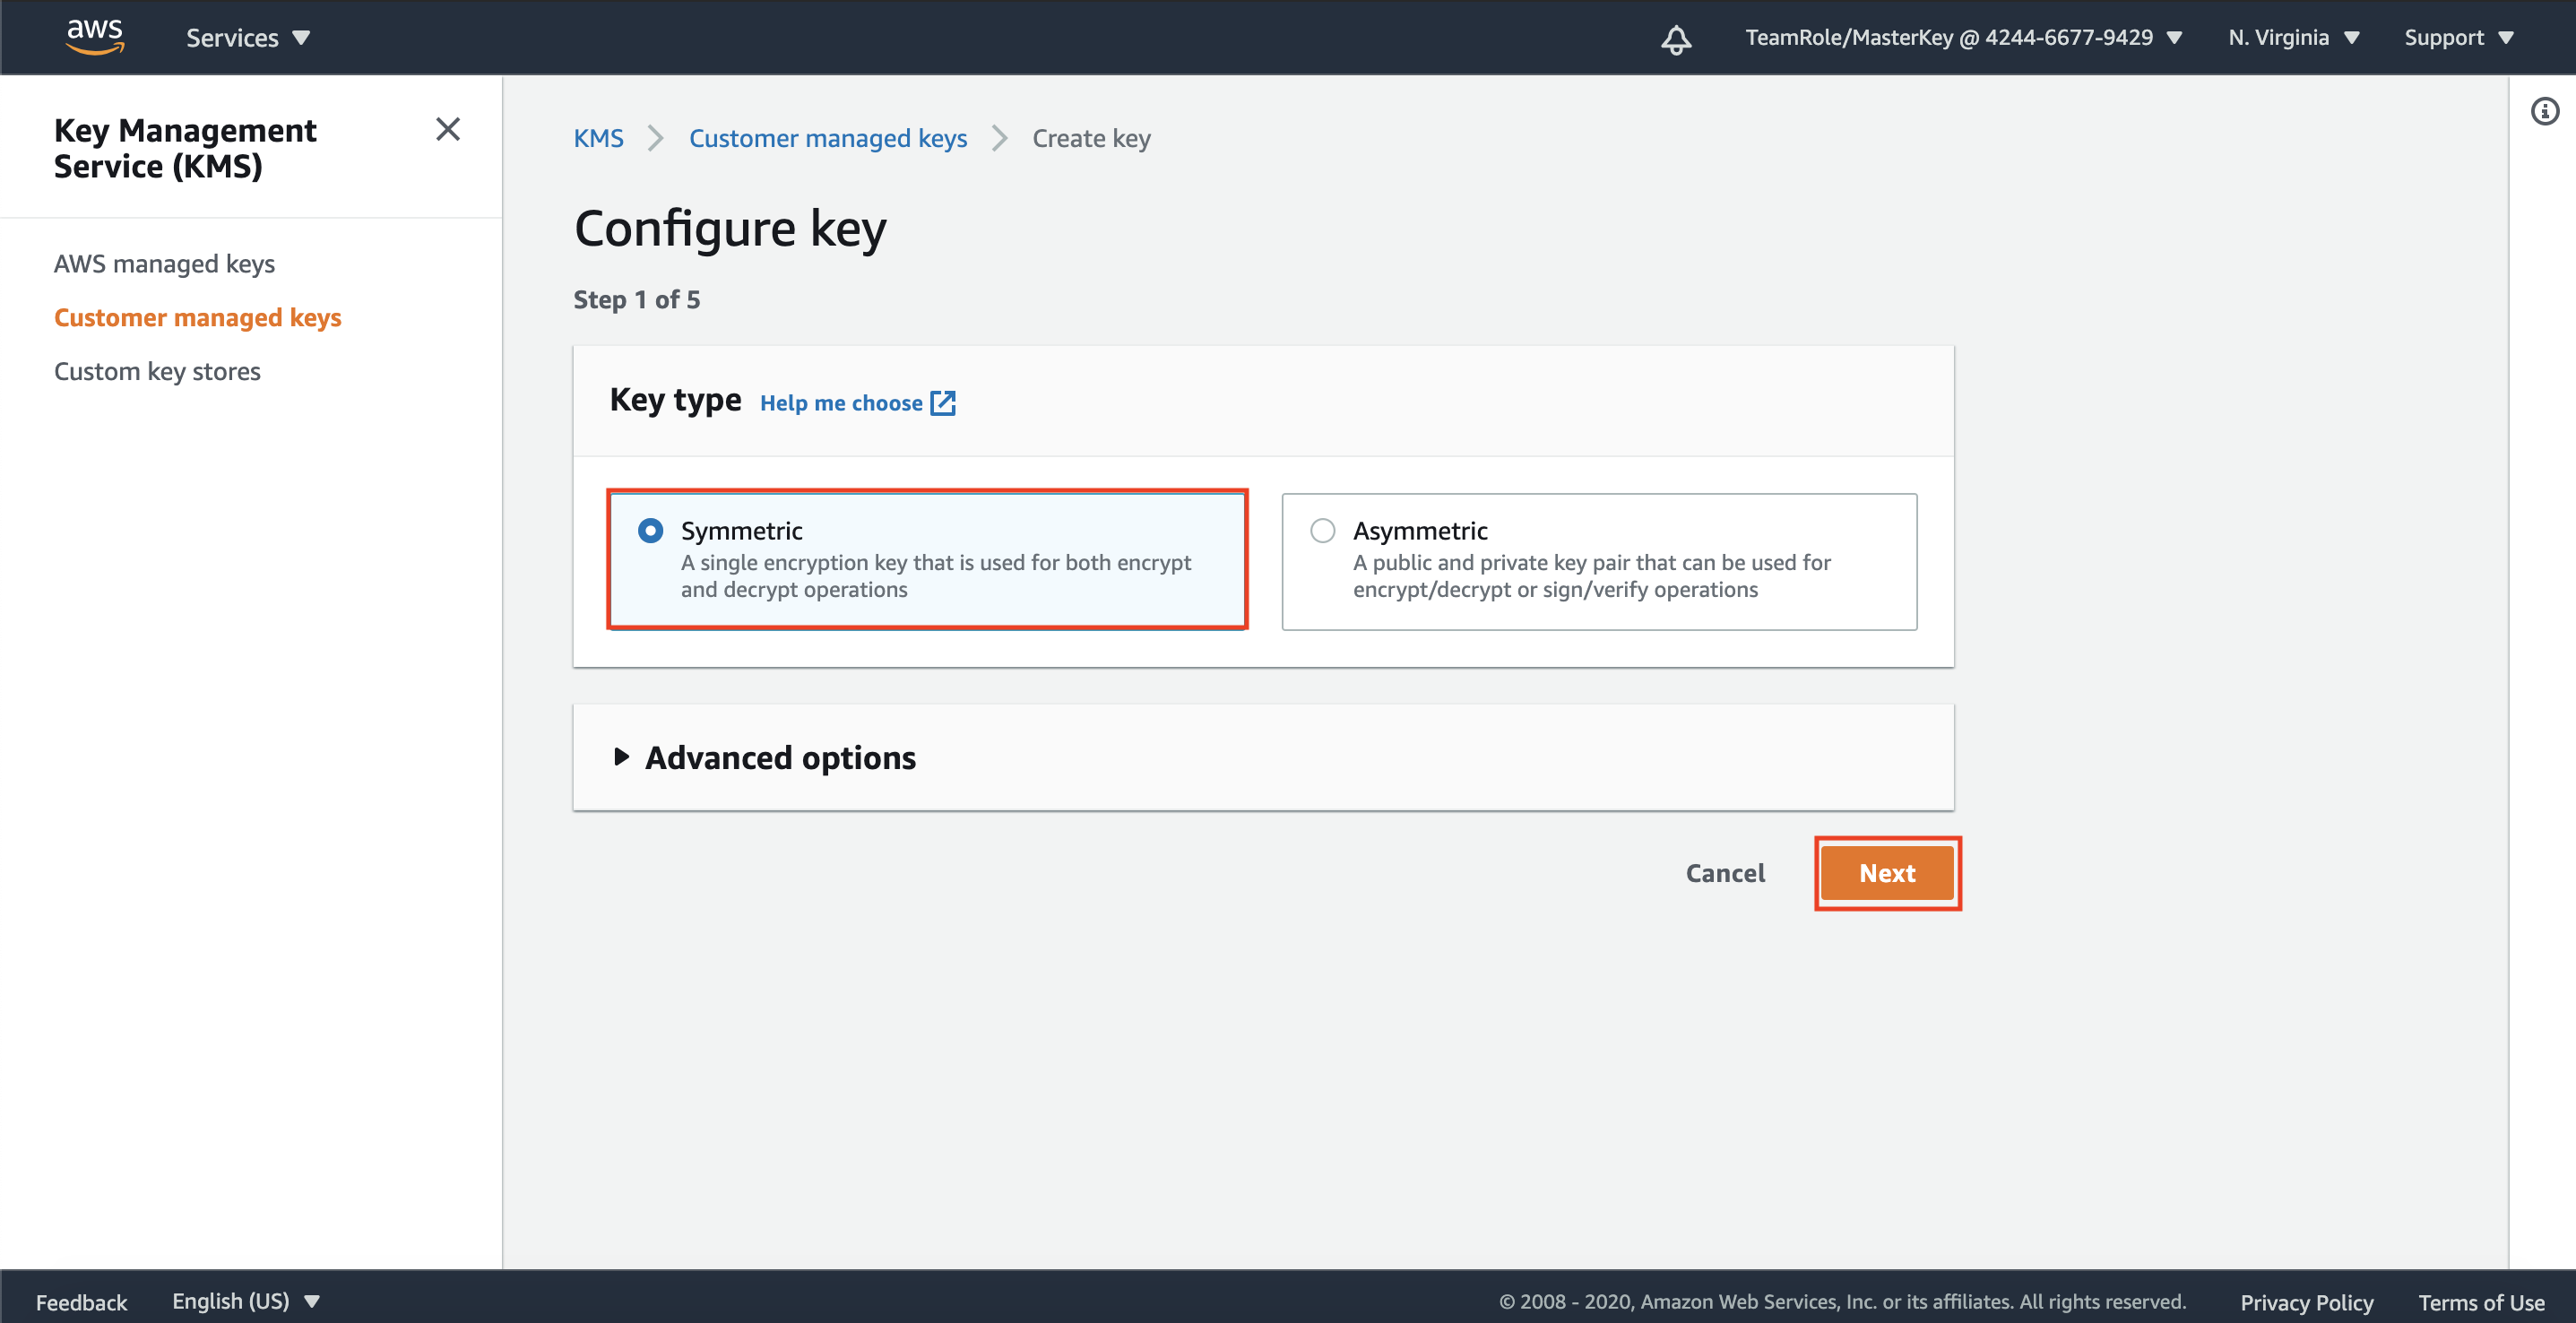 aws
Services
TeamRole/MasterKey @ 4244-6677-9429
N. Virginia
Support
Key Management
Service (KMS)
AWS managed keys
Customer managed keys
Custom key stores
KMS
Customer managed keys
Create key
Configure key
Step 1 of 5
Key type
Help me choose
Symmetric
A single encryption key that is used for both encrypt
and decrypt operations
Asymmetric
A public and private key pair that can be used for
encrypt/decrypt or sign/verify operations
Advanced options
Cancel
Next
Feedback
English (US)
© 2008 - 2020, Amazon Web Services, Inc. or its affiliates. All rights reserved.
Privacy Policy
Terms of Use